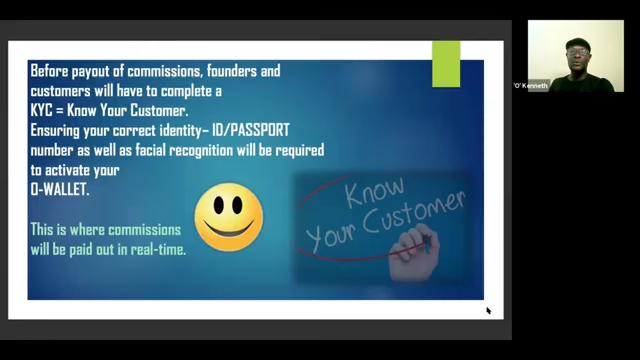 Before payout of commissions, founders and
customers will have to complete a
KYC = Know Your Customer.
Ensuring your correct identity– ID/PASSPORT
number as well as facial recognition will be required
to activate your
O-WALLET.
This is where commissions
will be paid out in real-time.
Know
Your Customer
'O' Kenneth